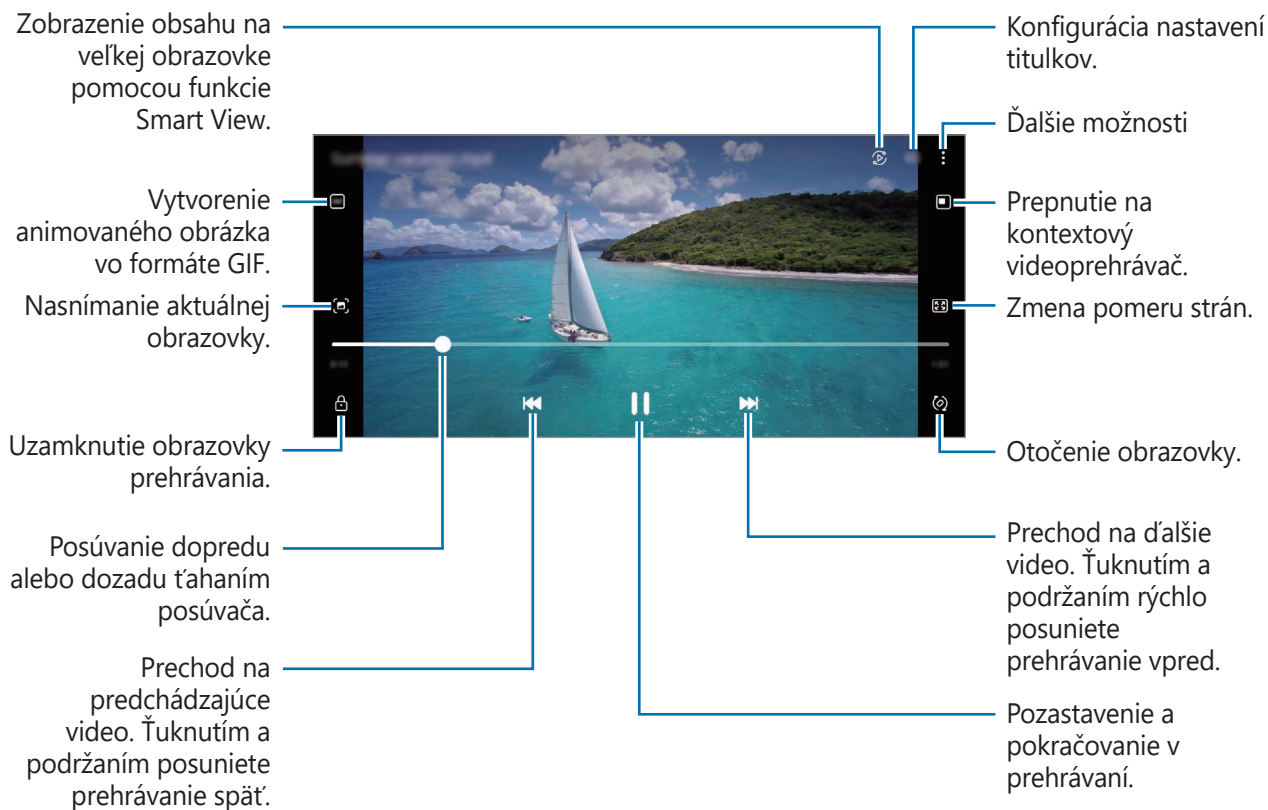 Zobrazenie obsahu na
veľkej obrazovke
pomocou funkcie
Smart View.
Konfigurácia nastavení
titulkov.
Ďalšie možnosti
Vytvorenie
animovaného obrázka
vo formáte GIF.
Prepnutie na
kontextový
videoprehrávač.
Nasnímanie aktuálnej
obrazovky.
Zmena pomeru strán.
Uzamknutie obrazovky
prehrávania.
Otočenie obrazovky.
Posúvanie dopredu
alebo dozadu ťahaním
posúvača.
Prechod na ďalšie
video. Ťuknutím a
podržaním rýchlo
posuniete
prehrávanie vpred.
Prechod na
predchádzajúce
video. Ťuknutím a
podržaním posuniete
prehrávanie späť.
Pozastavenie a
pokračovanie v
prehrávaní.